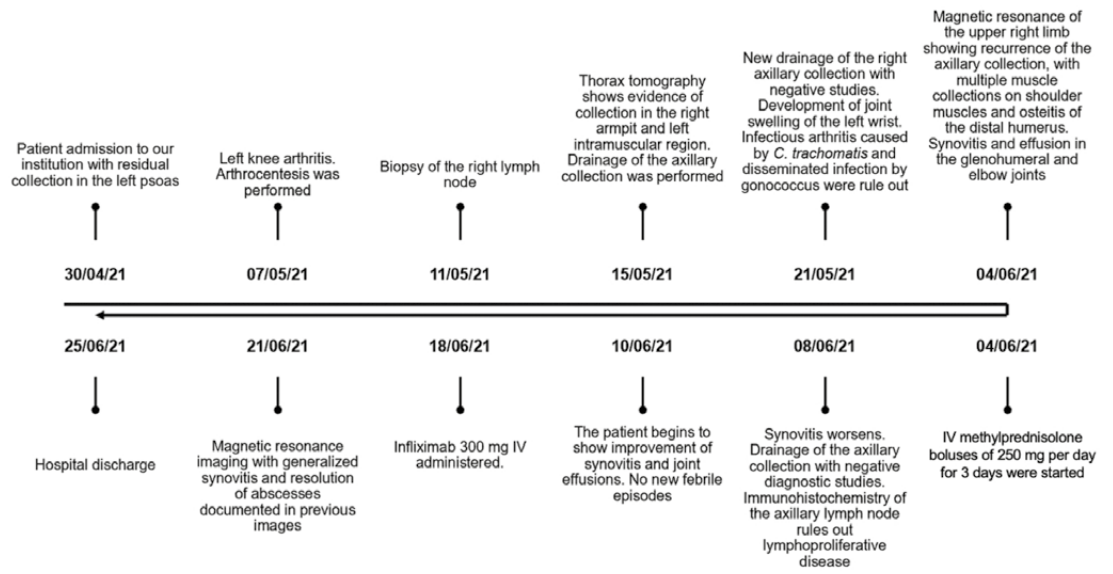 Patient admission to our
institution with residual
collection in the left psoas
30/04/21
Left knee arthritis.
Arthrocentesis was
performed
07/05/21
Biopsy of the right lymph
node
11/05/21
Thorax tomography
shows evidence of
collection in the right
armpit and left
intramuscular region.
Drainage of the axillary
collection was performed
15/05/21
New drainage of the right
axillary collection with
negative studies.
Development of joint
swelling of the left wrist.
Infectious arthritis caused
by C. trachomatis and
disseminated infection by
gonococcus were rule out
21/05/21
Magnetic resonance of
the upper right limb
showing recurrence of the
axillary collection, with
multiple muscle
collections on shoulder
muscles and osteitis of
the distal humerus.
Synovitis and effusion in
the glenohumeral and
elbow joints
04/06/21
04/06/21
IV methylprednisolone
boluses of 250 mg per day
for 3 days were started
08/06/21
Synovitis worsens.
Drainage of the axillary
collection with negative
diagnostic studies.
Immunohistochemistry of
the axillary lymph node
rules out
lymphoproliferative
disease
10/06/21
The patient begins to
show improvement of
synovitis and joint
effusions. No new febrile
episodes
18/06/21
Infliximab 300 mg IV
administered.
21/06/21
Magnetic resonance
imaging with generalized
synovitis and resolution
of abscesses
documented in previous
images
25/06/21
Hospital discharge